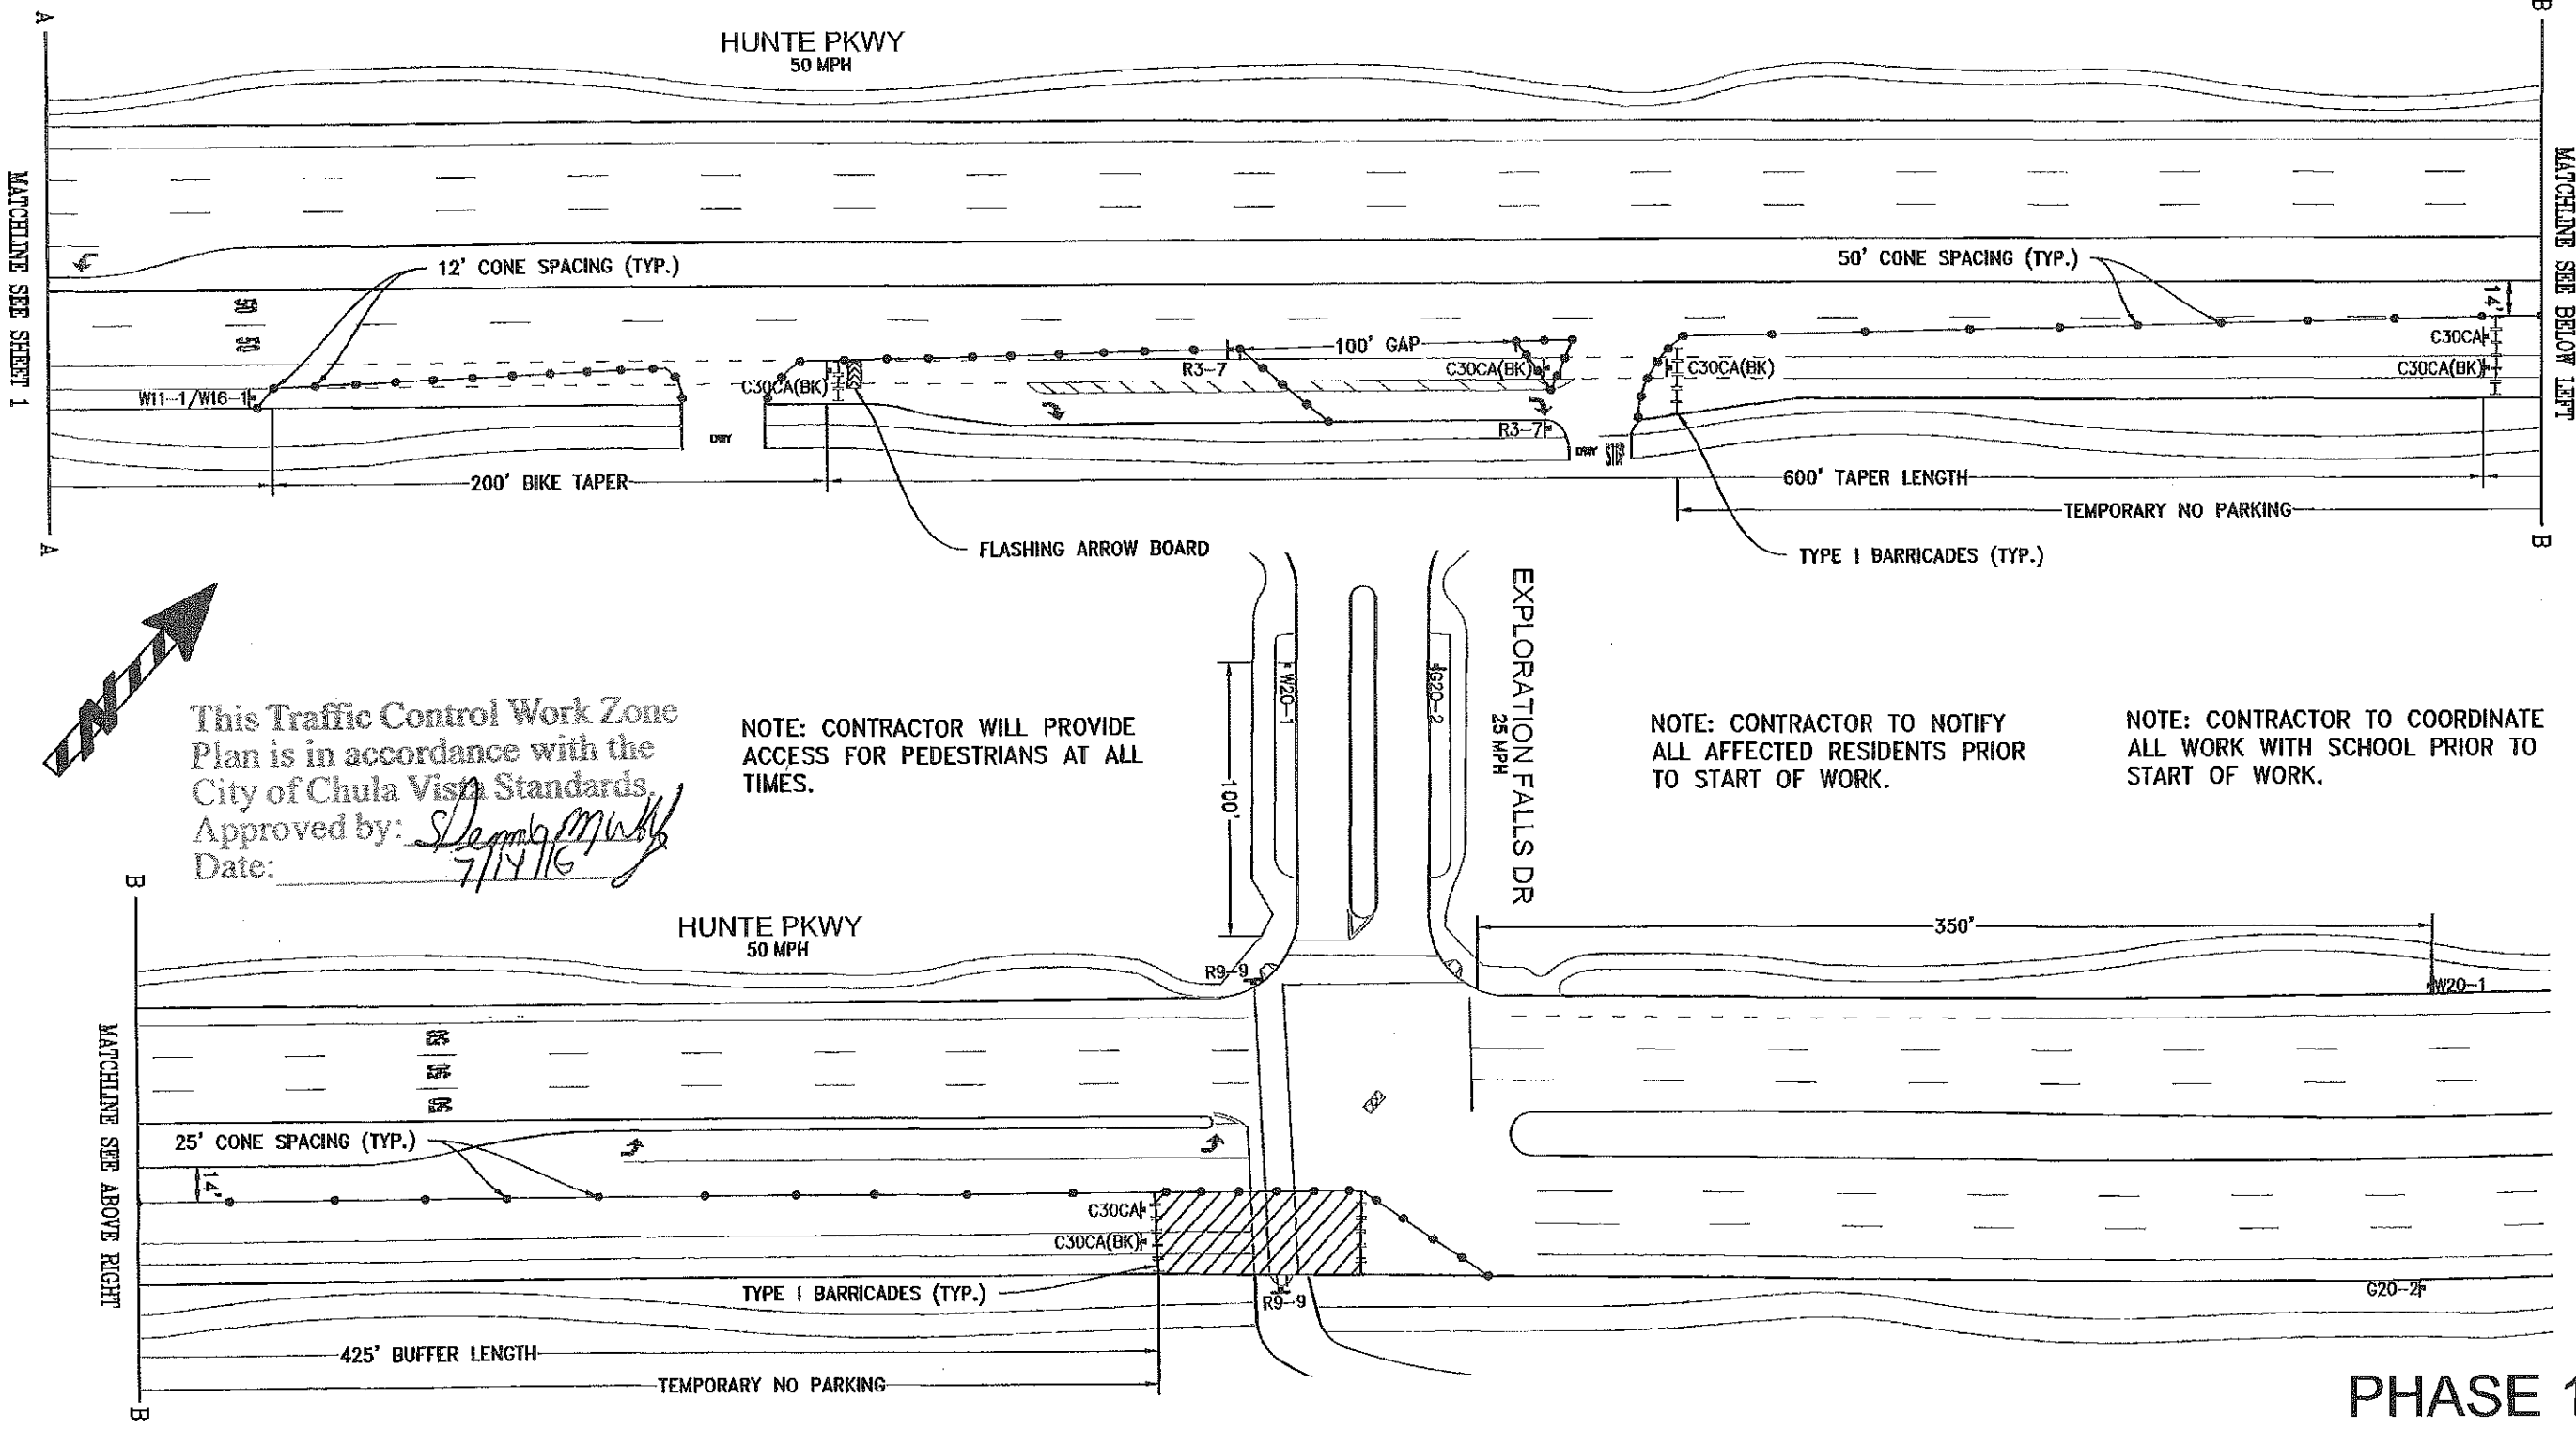 A
B
HUNTE PKWY
50 MPH
MATCHLINE SEE SHEET 1
MATCHLINE SEE BELOW LEFT
12' CONE SPACING (TYP.)
50' CONE SPACING (TYP.)
14'
50
50
C30CA
C30CA(BK)
W11-1/W16-1
C30CA(BK)
R3-7
100' GAP
C30CA(BK)
C30CA(BK)
R3-7
DWY
DWY
STOP
200' BIKE TAPER
600' TAPER LENGTH
TEMPORARY NO PARKING
FLASHING ARROW BOARD
TYPE I BARRICADES (TYP.)
A
B
N
This Traffic Control Work Zone
Plan is in accordance with the
City of Chula Vista Standards.
Approved by:
Date: 7/14/16
NOTE: CONTRACTOR WILL PROVIDE
ACCESS FOR PEDESTRIANS AT ALL
TIMES.
100'
W20-1
G20-2
EXPLORATION FALLS DR
25 MPH
NOTE: CONTRACTOR TO NOTIFY
ALL AFFECTED RESIDENTS PRIOR
TO START OF WORK.
NOTE: CONTRACTOR TO COORDINATE
ALL WORK WITH SCHOOL PRIOR TO
START OF WORK.
B
HUNTE PKWY
50 MPH
350'
R9-9
W20-1
MATCHLINE SEE ABOVE RIGHT
25' CONE SPACING (TYP.)
14'
C30CA
C30CA(BK)
TYPE I BARRICADES (TYP.)
R9-9
G20-2
425' BUFFER LENGTH
TEMPORARY NO PARKING
B
PHASE 1